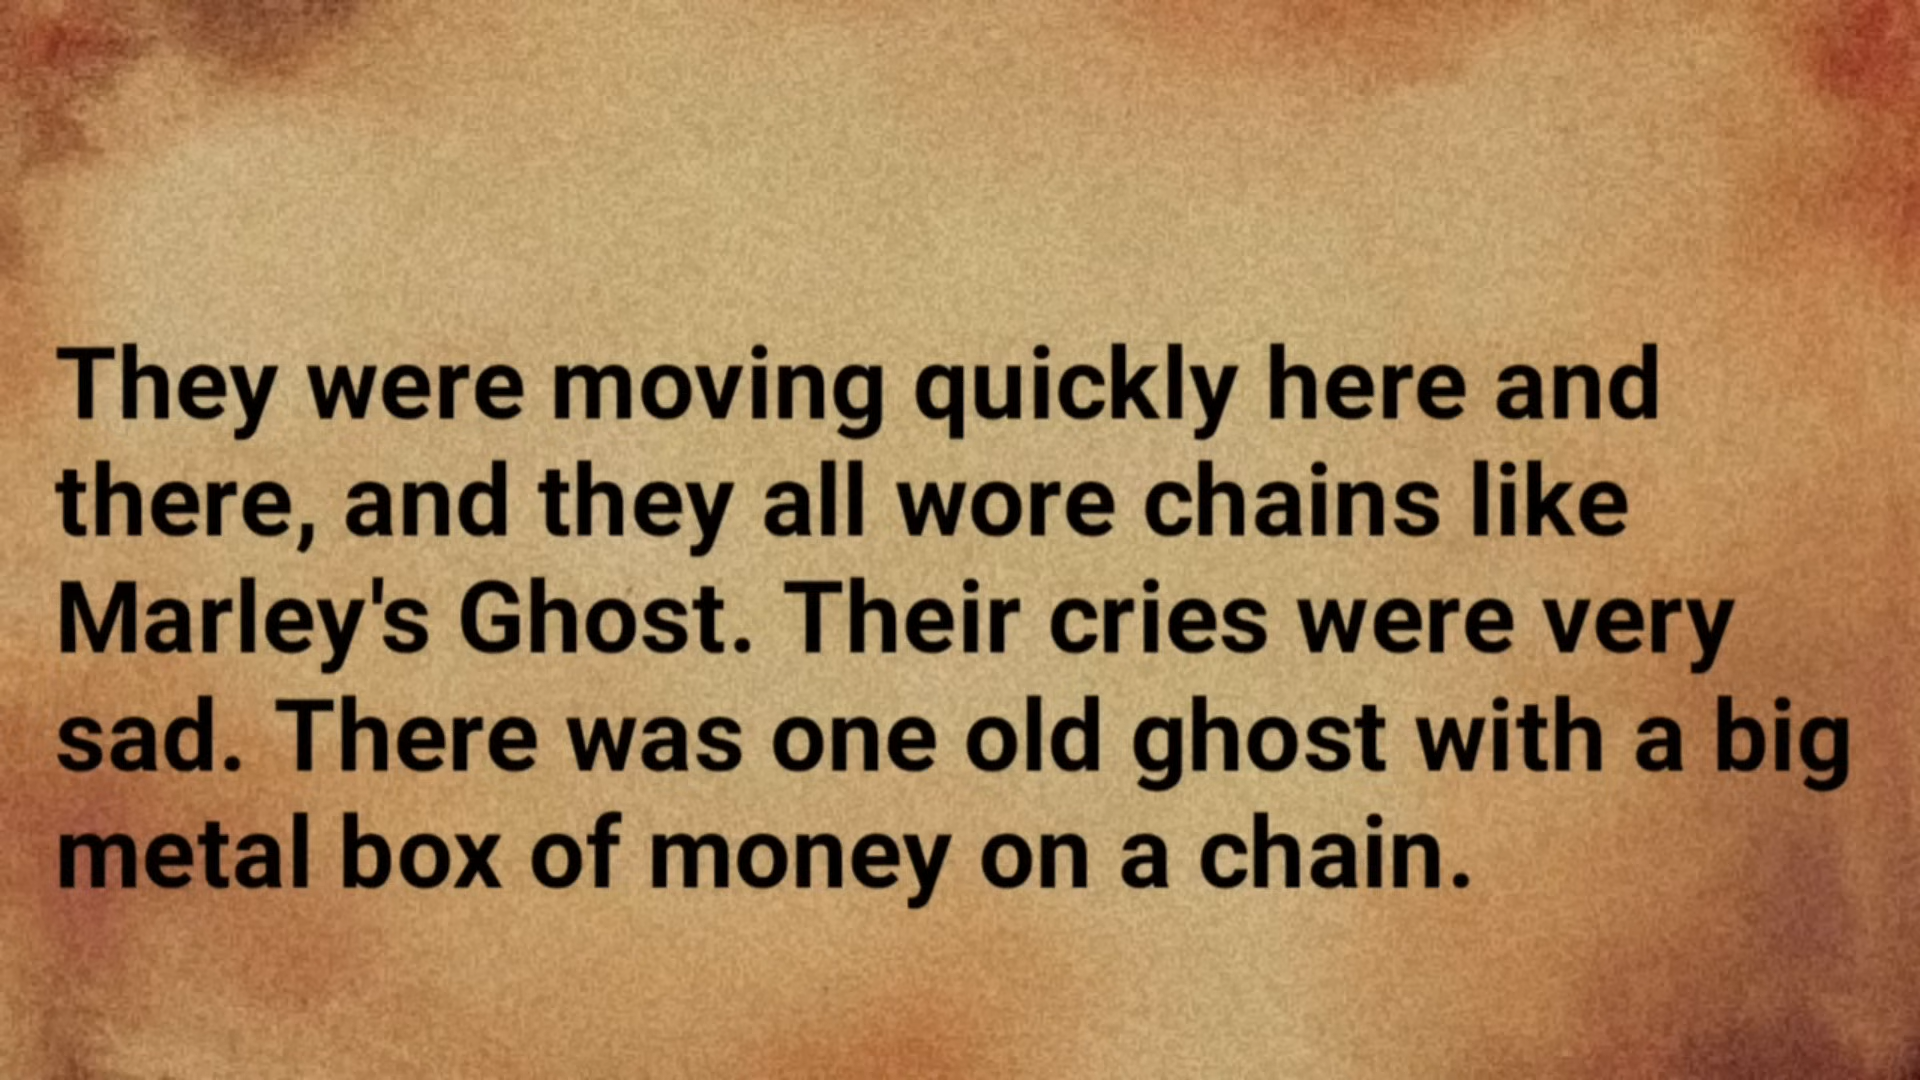 They were moving quickly here and
there, and they all wore chains like
Marley's Ghost. Their cries were very
sad. There was one old ghost with a big
metal box of money on a chain.